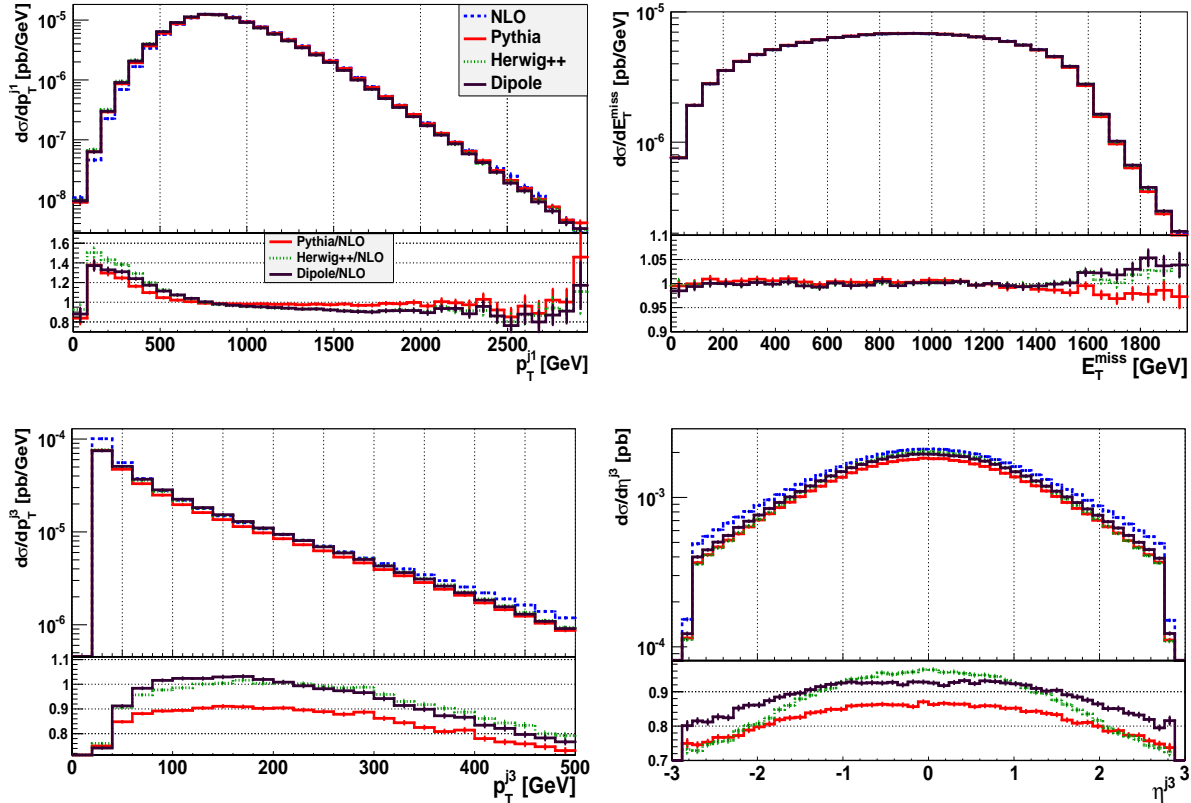 dσ/dp_T^{j1} [pb/GeV]
10^{-5}
10^{-6}
10^{-7}
10^{-8}
NLO
Pythia
Herwig++
Dipole
1.6
1.4
1.2
1
0.8
Pythia/NLO
Herwig++/NLO
Dipole/NLO
0 500 1000 1500 2000 2500
p_T^{j1} [GeV]
dσ/dE_T^{miss} [pb/GeV]
10^{-5}
10^{-6}
1.1
1.05
1
0.95
0.9
0 200 400 600 800 1000 1200 1400 1600 1800
E_T^{miss} [GeV]
dσ/dp_T^{j3} [pb/GeV]
10^{-4}
10^{-5}
10^{-6}
1.1
1
0.9
0.8
0 100 200 300 400 500
p_T^{j3} [GeV]
dσ/dη^{j3} [pb]
10^{-3}
10^{-4}
0.9
0.8
0.7
-3 -2 -1 0 1 2 3
η^{j3}